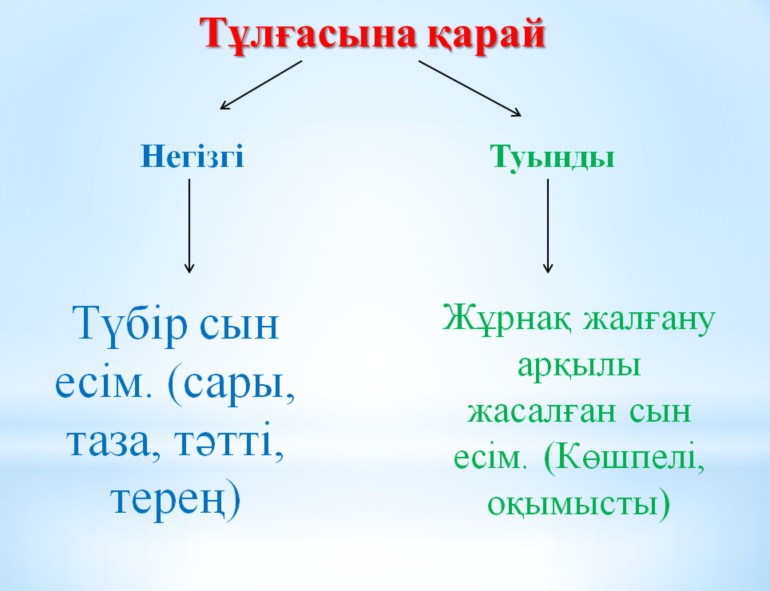 Тұлғасына қарай
Негізгі
Туынды
Түбір сын
есім. (сары,
таза, тәтті,
терең)
Жұрнақ жалғану
арқылы
жасалған сын
есім. (Көшпелі,
оқымысты)